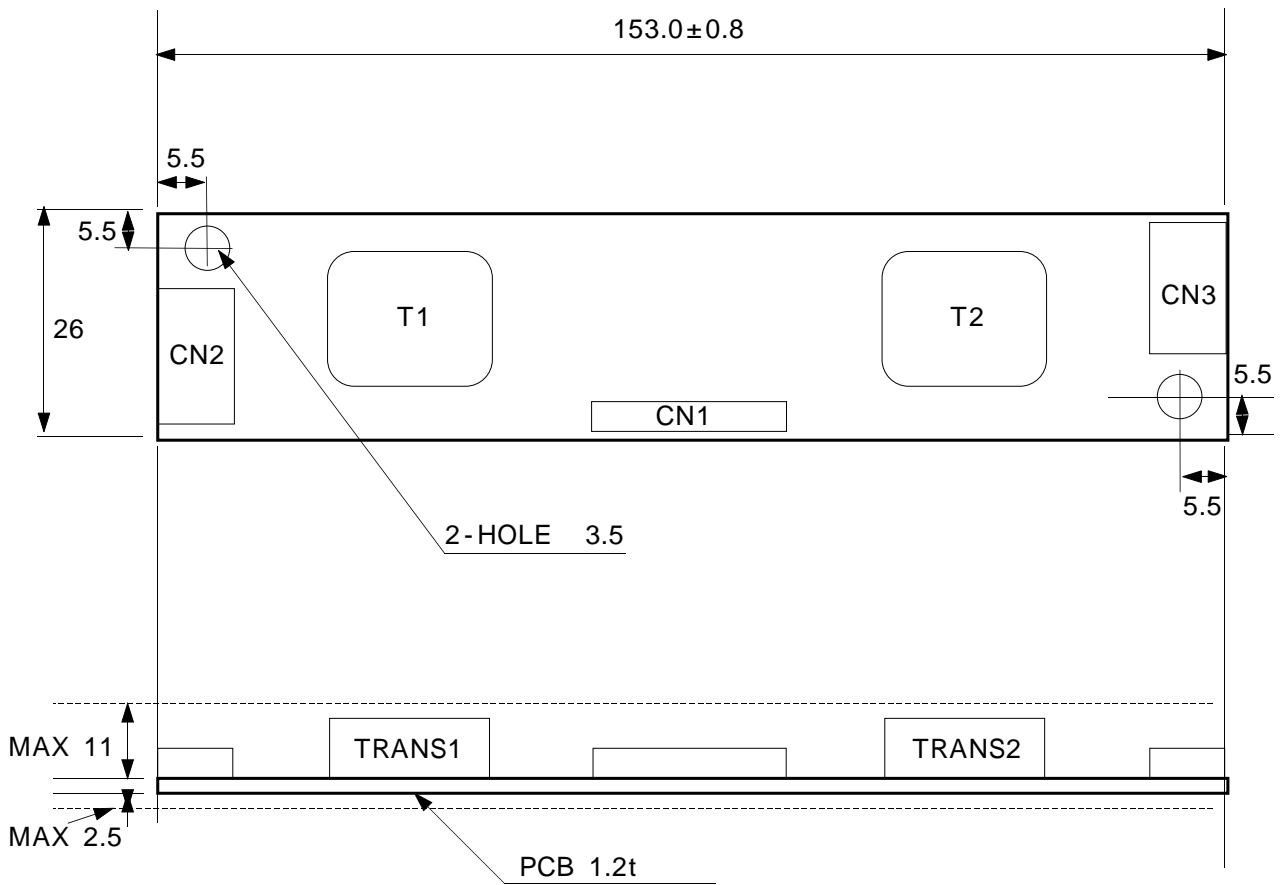 153.0±0.8
5.5
5.5
26
T1
T2
CN3
CN2
CN1
5.5
5.5
2-HOLE 3.5
MAX 11
TRANS1
TRANS2
MAX 2.5
PCB 1.2t